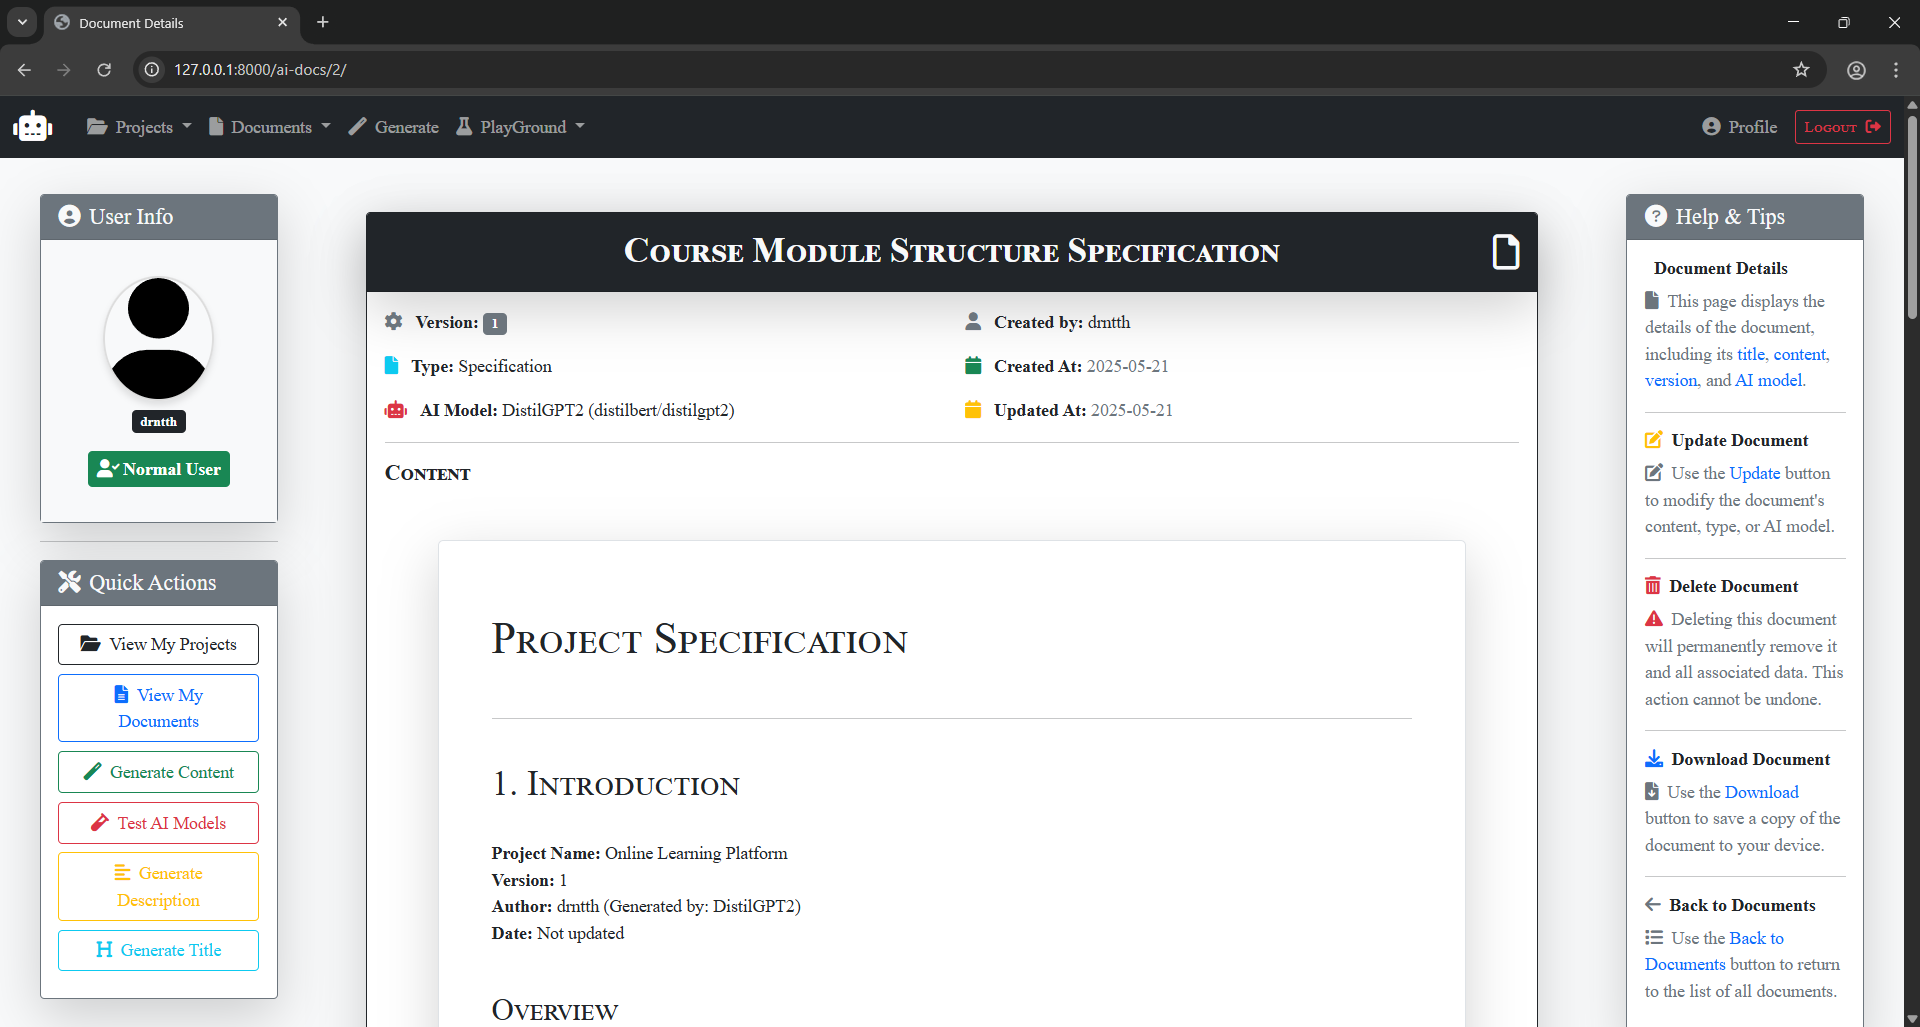 Document Details
127.0.0.1:8000/ai-docs/2/
Projects
Documents
Generate
PlayGround
Profile
Logout
User Info
drntth
Normal User
Quick Actions
View My Projects
View My
Documents
Generate Content
Test AI Models
Generate
Description
Generate Title
Course Module Structure Specification
Version: 1
Created by: drntth
Type: Specification
Created At: 2025-05-21
AI Model: DistilGPT2 (distilbert/distilgpt2)
Updated At: 2025-05-21
Content
Project Specification
1. Introduction
Project Name: Online Learning Platform
Version: 1
Author: drntth (Generated by: DistilGPT2)
Date: Not updated
Overview
Help & Tips
Document Details
This page displays the
details of the document,
including its title, content,
version, and AI model.
Update Document
Use the Update button
to modify the document's
content, type, or AI model.
Delete Document
Deleting this document
will permanently remove it
and all associated data. This
action cannot be undone.
Download Document
Use the Download
button to save a copy of the
document to your device.
Back to Documents
Use the Back to
Documents button to return
to the list of all documents.